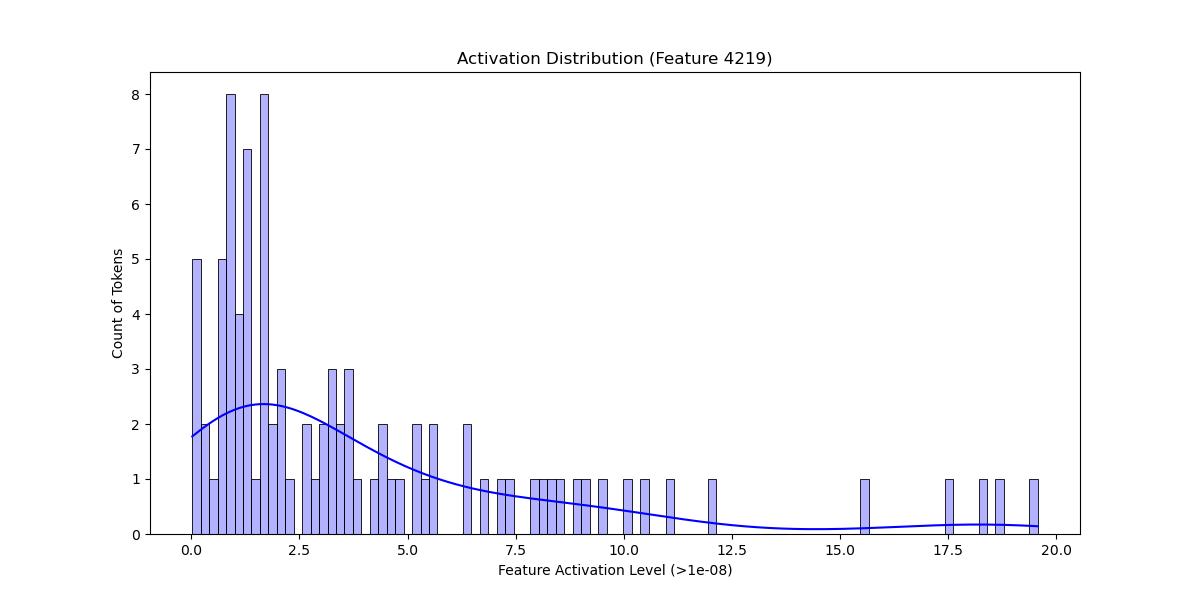 Activation Distribution (Feature 4219)
Count of Tokens
8
7
6
5
4
3
2
1
0
0.0 2.5 5.0 7.5 10.0 12.5 15.0 17.5 20.0
Feature Activation Level (>1e-08)